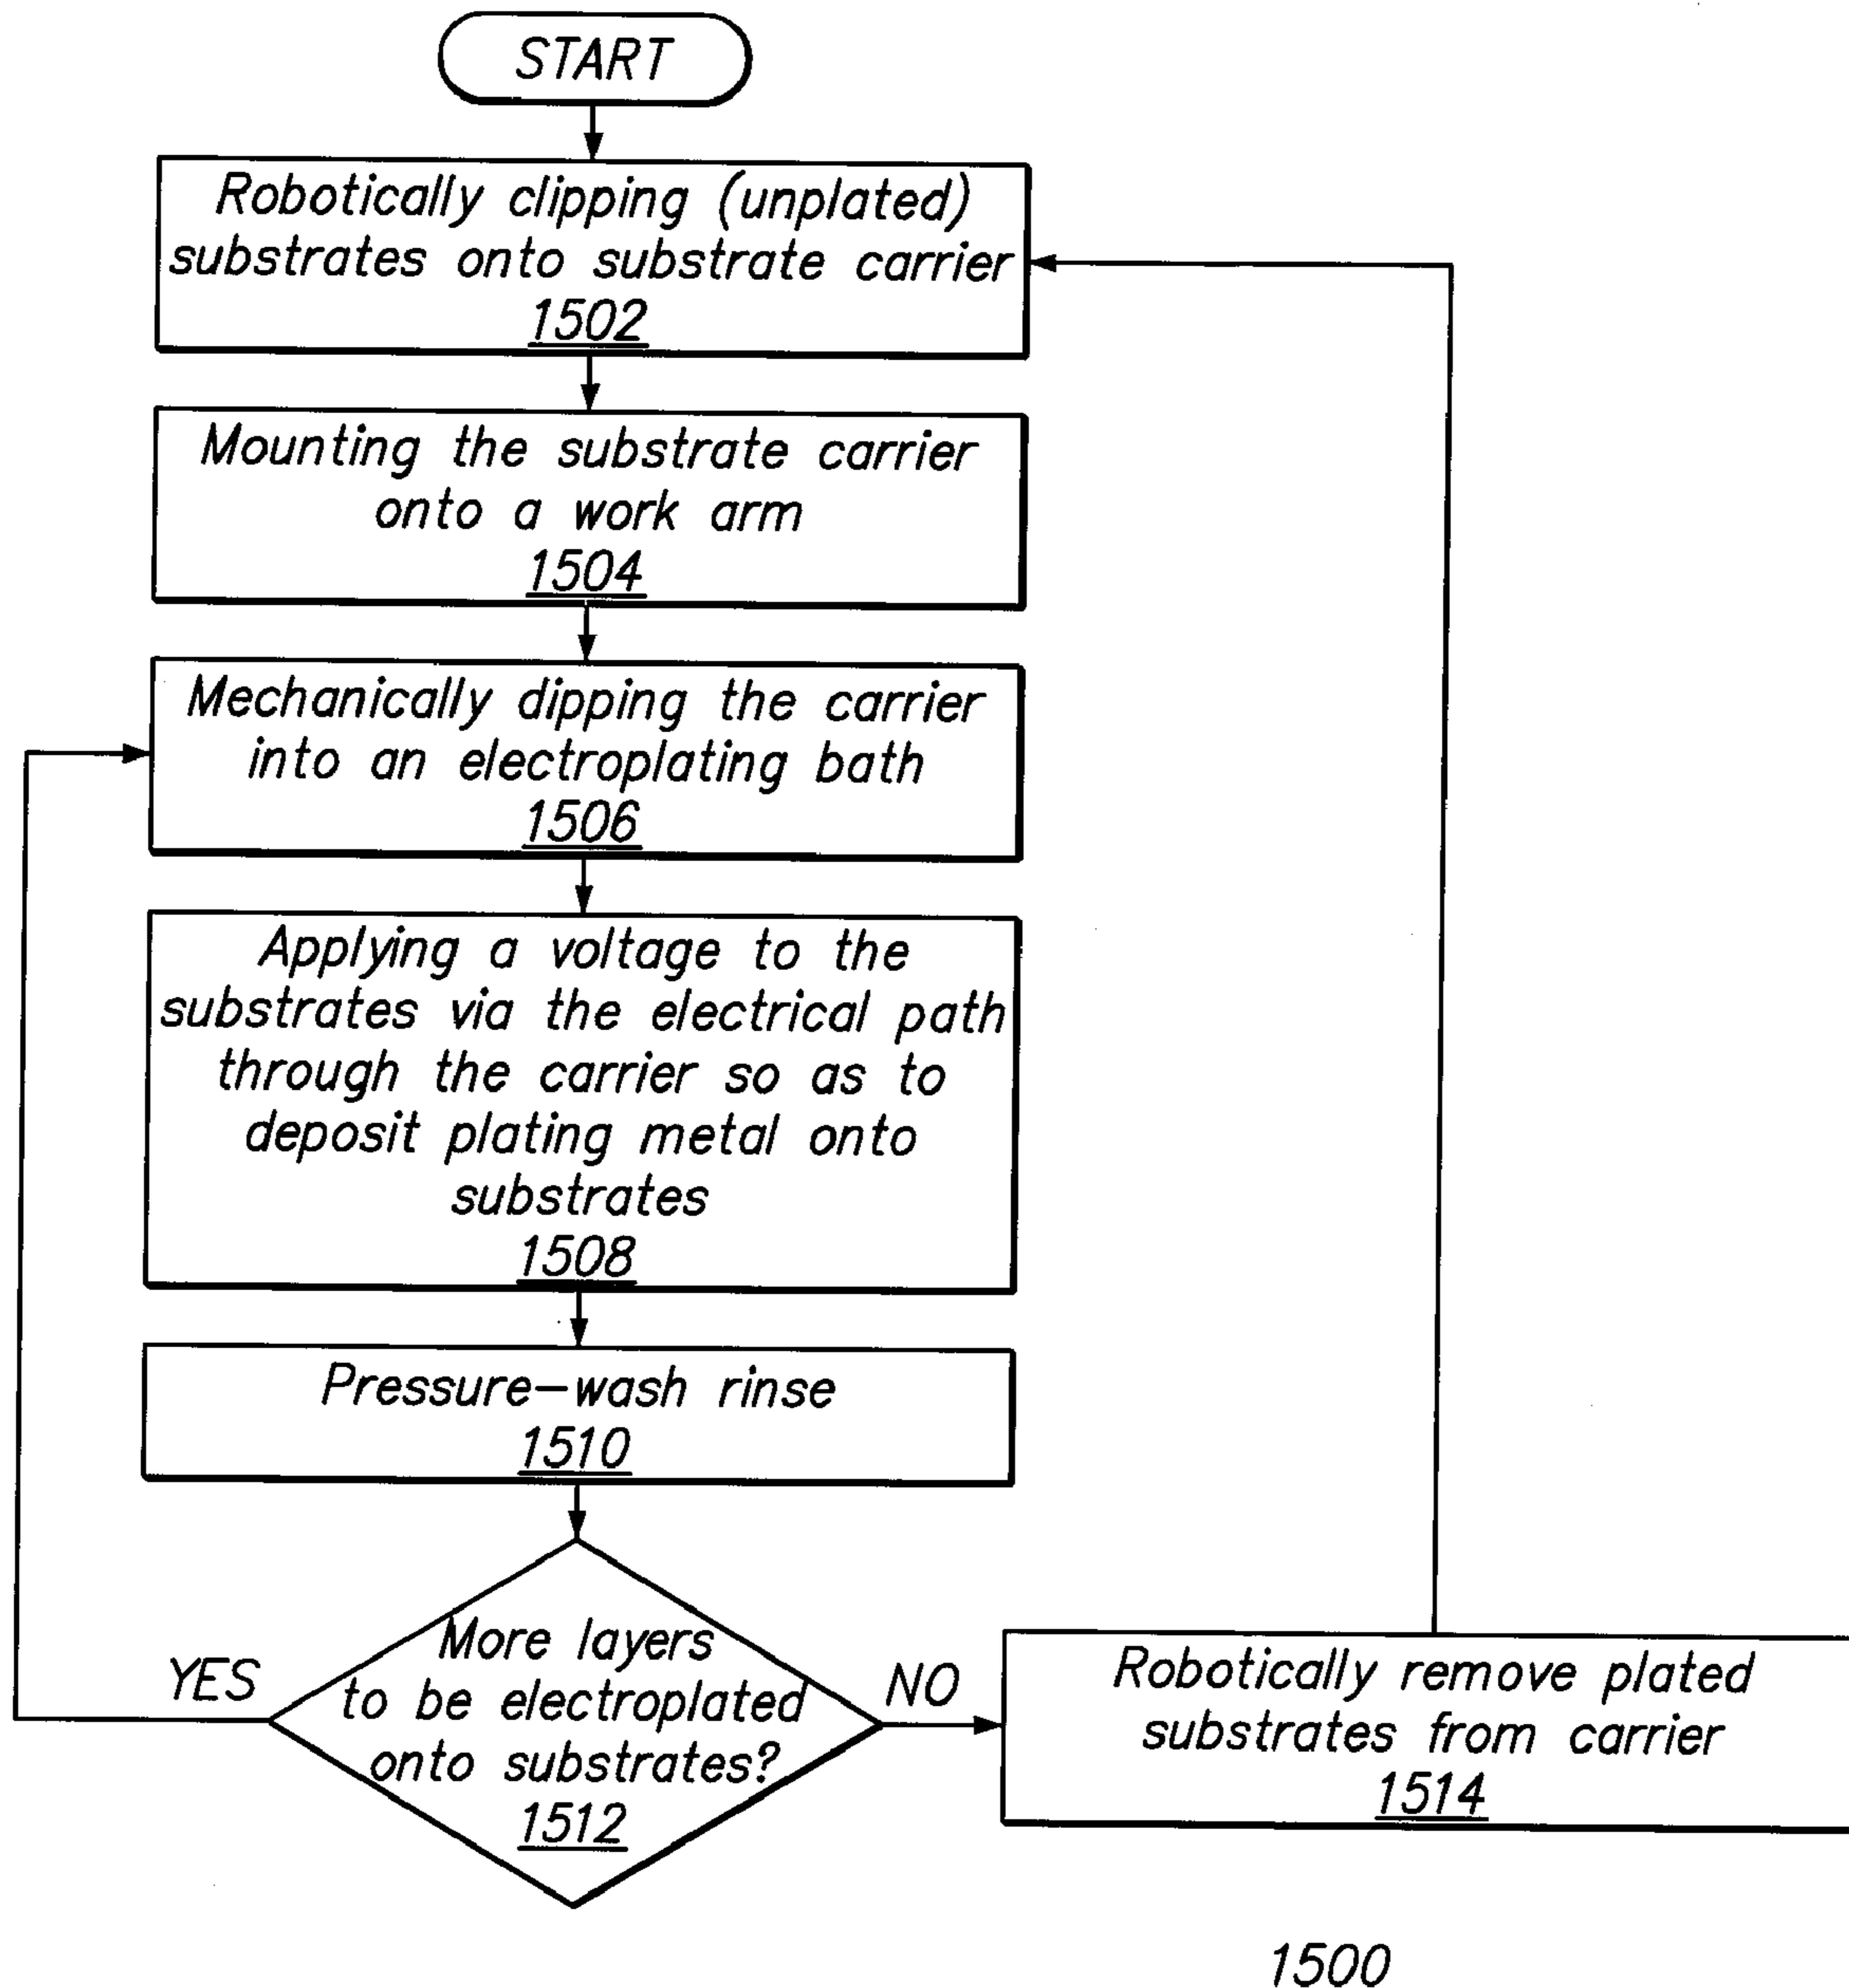 START
Robotically clipping (unplated)
substrates onto substrate carrier
1502
Mounting the substrate carrier
onto a work arm
1504
Mechanically dipping the carrier
into an electroplating bath
1506
Applying a voltage to the
substrates via the electrical path
through the carrier so as to
deposit plating metal onto
substrates
1508
Pressure-wash rinse
1510
More layers
to be electroplated
onto substrates?
1512
YES
NO
Robotically remove plated
substrates from carrier
1514
1500